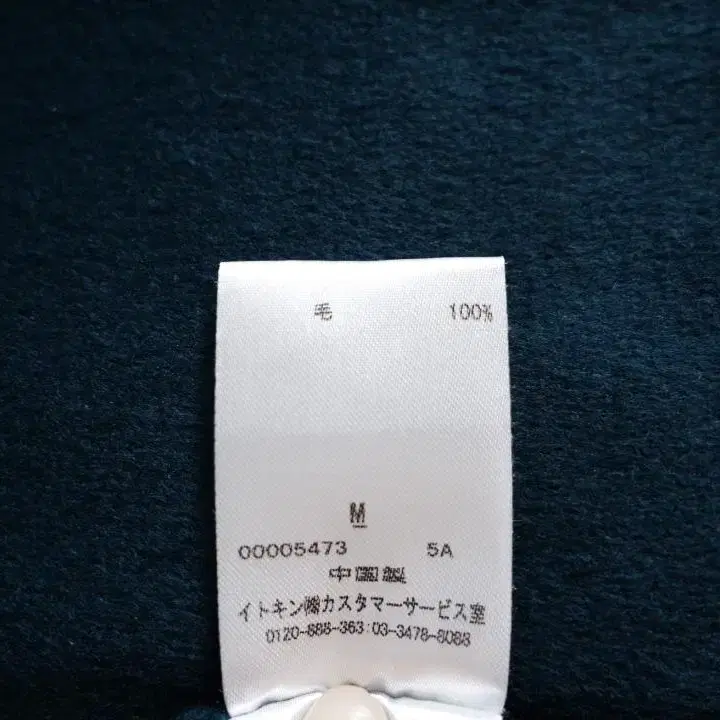 毛 100%
M
00005473 5A
中国製
イトキン㈱カスタマーサービス室
0120-888-363:03-3478-8088